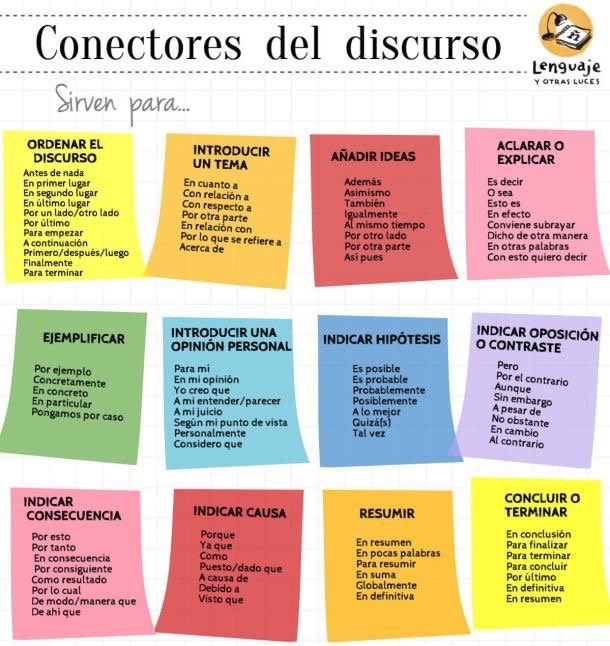 Conectores del discurso
Lenguaje
Y OTRAS LUCES
ñ
Sirven para...
ORDENAR EL
DISCURSO
Antes de nada
En primer lugar
En segundo lugar
En último lugar
Por un lado/otro lado
Por último
Para empezar
A continuación
Primero/después/luego
Finalmente
Para terminar
INTRODUCIR
UN TEMA
En cuanto a
Con relación a
Con respecto a
Por otra parte
En relación con
Por lo que se refiere a
Acerca de
AÑADIR IDEAS
Además
Asimismo
También
Igualmente
Al mismo tiempo
Por otro lado
Por otra parte
Así pues
ACLARAR O
EXPLICAR
Es decir
O sea
Esto es
En efecto
Conviene subrayar
Dicho de otra manera
En otras palabras
Con esto quiero decir
EJEMPLIFICAR
Por ejemplo
Concretamente
En concreto
En particular
Pongamos por caso
INTRODUCIR UNA
OPINIÓN PERSONAL
Para mi
En mi opinión
Yo creo que
A mi entender/parecer
A mi juicio
Según mi punto de vista
Personalmente
Considero que
INDICAR HIPÓTESIS
Es posible
Es probable
Probablemente
Posiblemente
A lo mejor
Quizá(s)
Tal vez
INDICAR OPOSICIÓN
O CONTRASTE
Pero
Por el contrario
Aunque
Sin embargo
A pesar de
No obstante
En cambio
Al contrario
INDICAR
CONSECUENCIA
Por esto
Por tanto
En consecuencia
Por consiguiente
Como resultado
Por lo cual
De modo/manera que
De ahí que
INDICAR CAUSA
Porque
Ya que
Como
Puesto/dado que
A causa de
Debido a
Visto que
RESUMIR
En resumen
En pocas palabras
Para resumir
En suma
Globalmente
En definitiva
CONCLUIR O
TERMINAR
En conclusión
Para finalizar
Para terminar
Para concluir
Por último
En definitiva
En resumen